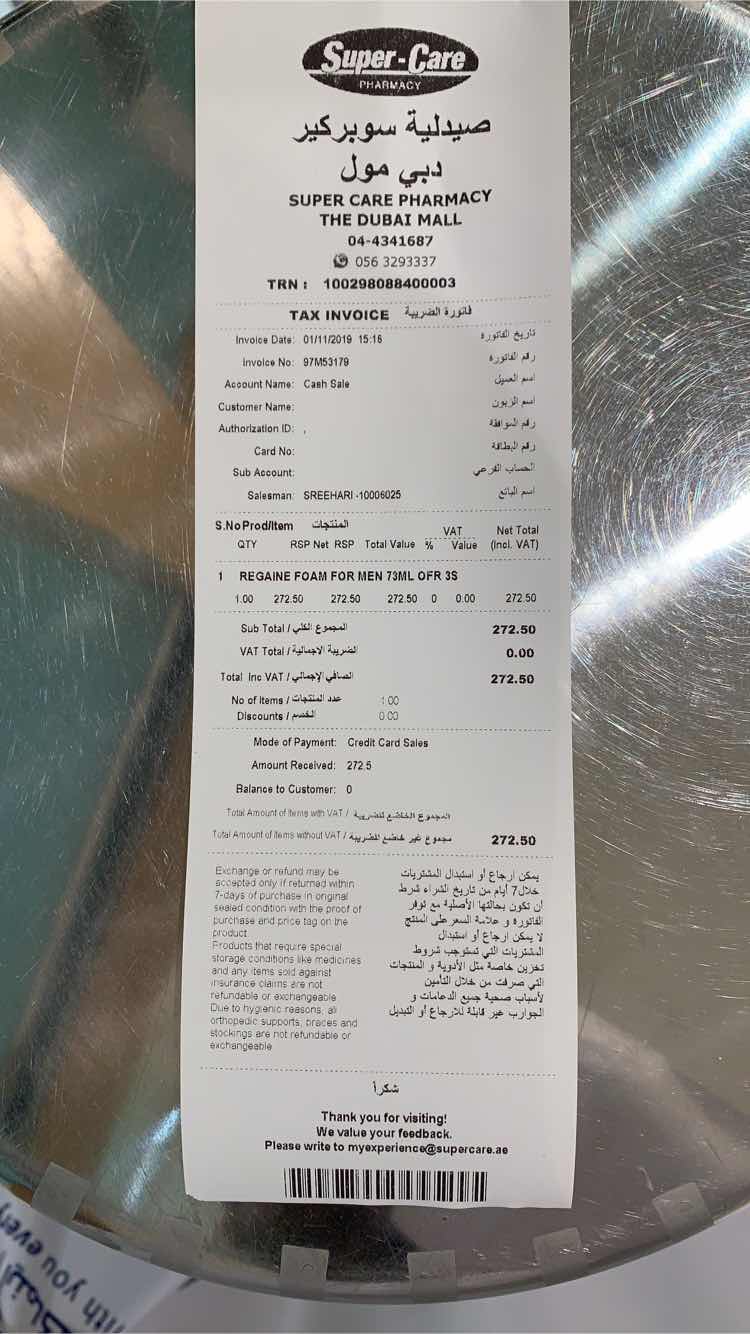 Super-Care
PHARMACY
صيدلية سوبركير
دبي مول
SUPER CARE PHARMACY
THE DUBAI MALL
04-4341687
056 3293337
TRN : 100298088400003
TAX INVOICE فاتورة الضريبة
Invoice Date: 01/11/2019 15:16 تاريخ الفاتورة
Invoice No: 97M53179 رقم الفاتورة
Account Name: Cash Sale اسم العميل
Customer Name: اسم الزبون
Authorization ID: , رقم الموافقة
Card No: رقم البطاقة
Sub Account: الحساب الفرعي
Salesman: SREEHARI -10006025 اسم البائع
S.No Prod/Item المنتجات VAT Net Total
QTY RSP Net RSP Total Value % Value (Incl. VAT)
1 REGAINE FOAM FOR MEN 73ML OFR 3S
1.00 272.50 272.50 272.50 0 0.00 272.50
Sub Total / المجموع الكلي 272.50
VAT Total / الضريبة الاجمالية 0.00
Total Inc VAT / الصافي الإجمالي 272.50
No of Items / عدد المنتجات 1.00
Discounts / الخسم 0.00
Mode of Payment: Credit Card Sales
Amount Received: 272.5
Balance to Customer: 0
Total Amount of Items with VAT / المجموع الخاضع للضريبة
Total Amount of Items without VAT / مجموع غير خاضع للضريبة 272.50
Exchange or refund may be
accepted only if returned within
7-days of purchase in original
sealed condition with the proof of
purchase and price tag on the
product
Products that require special
storage conditions like medicines
and any items sold against
insurance claims are not
refundable or exchangeable
Due to hygienic reasons, all
orthopedic supports, braces and
stockings are not refundable or
exchangeable
يمكن ارجاع أو استبدال المشتريات
خلال 7 أيام من تاريخ الشراء شرط
أن تكون بحالتها الأصلية مع توفر
الفاتورة و علامة السعر على المنتج
لا يمكن ارجاع أو استبدال
المشتريات التي تستوجب شروط
تخزين خاصة مثل الأدوية و المنتجات
التي صرفت من خلال التأمين
لأسباب صحية جميع الدعامات و
الجوارب غير قابلة للارجاع أو التبديل
شكراً
Thank you for visiting!
We value your feedback.
Please write to myexperience@supercare.ae
with you every